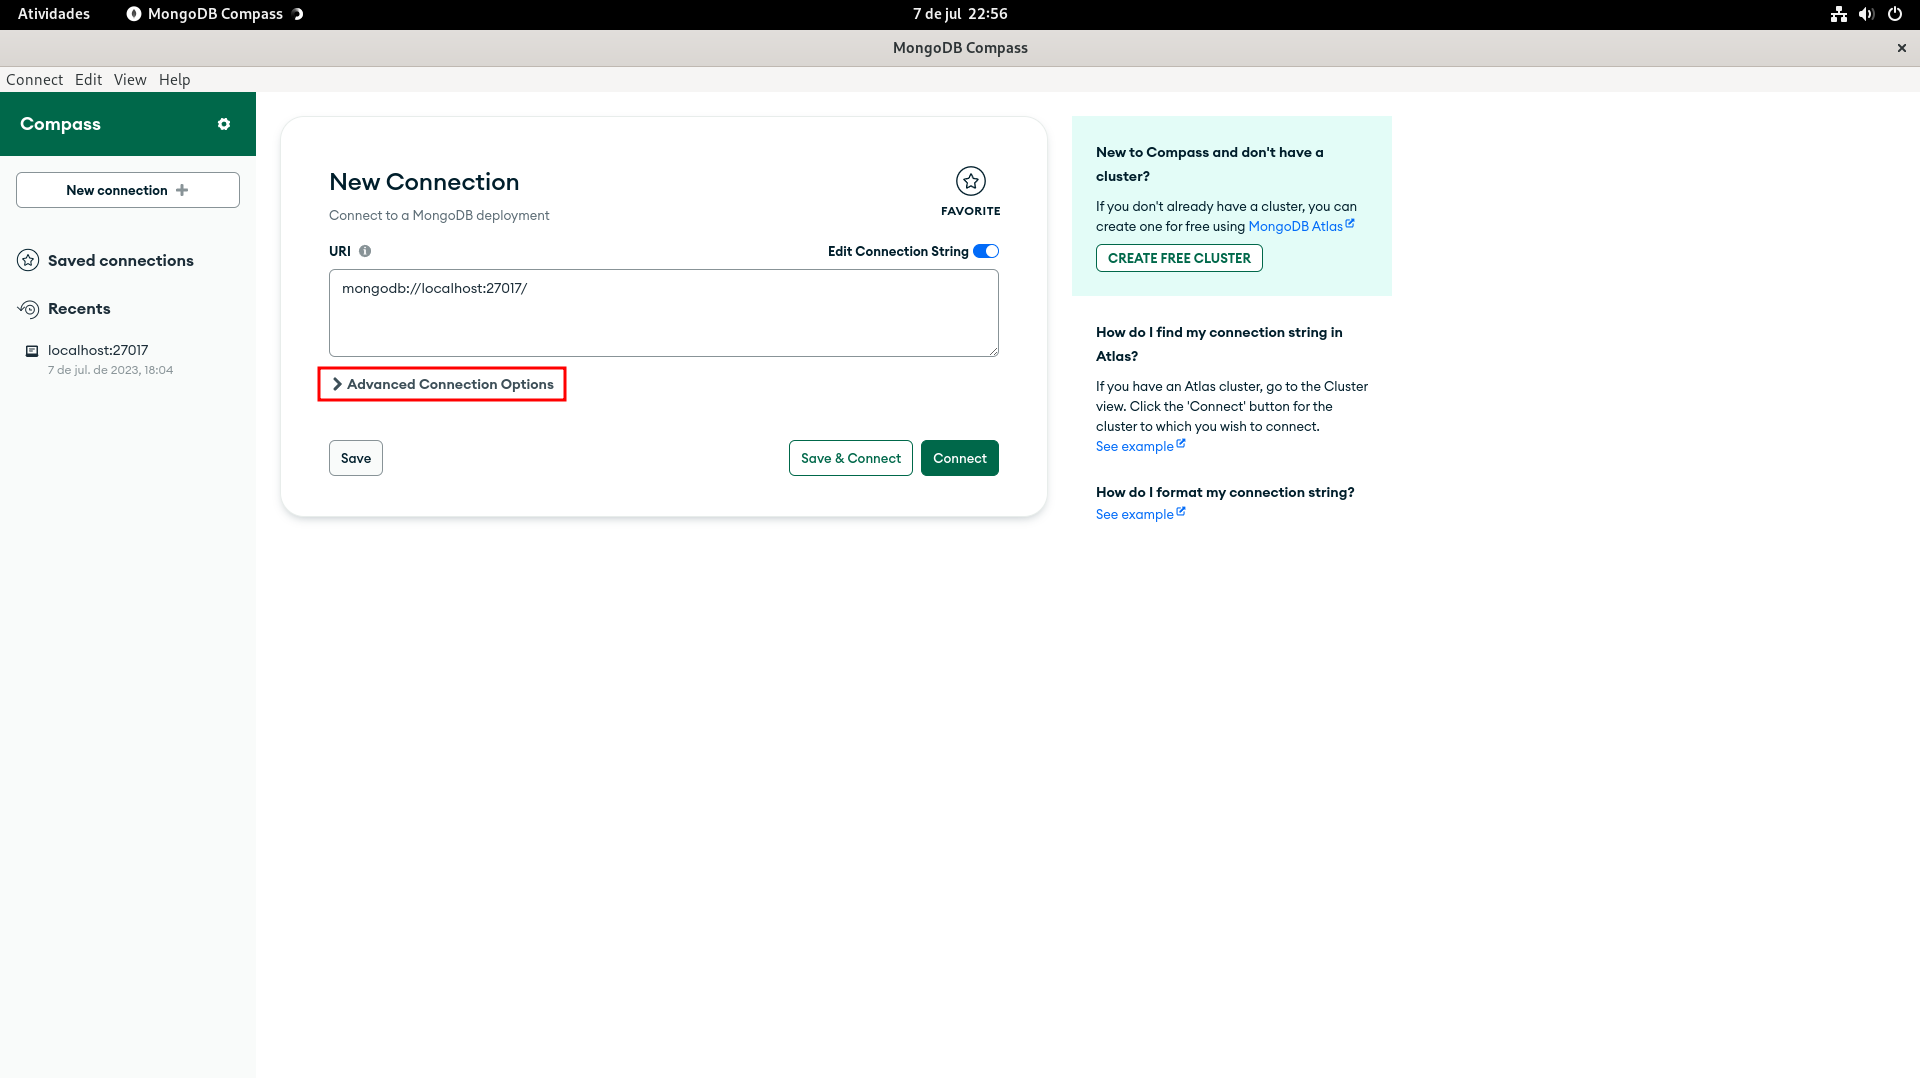 Atividades
MongoDB Compass
7 de jul 22:56
MongoDB Compass
Connect Edit View Help
Compass
New connection
Saved connections
Recents
localhost:27017
7 de jul. de 2023, 18:04
New Connection
Connect to a MongoDB deployment
FAVORITE
URI
Edit Connection String
mongodb://localhost:27017/
Advanced Connection Options
Save
Save & Connect
Connect
New to Compass and don't have a
cluster?
If you don't already have a cluster, you can
create one for free using MongoDB Atlas
CREATE FREE CLUSTER
How do I find my connection string in
Atlas?
If you have an Atlas cluster, go to the Cluster
view. Click the 'Connect' button for the
cluster to which you wish to connect.
See example
How do I format my connection string?
See example